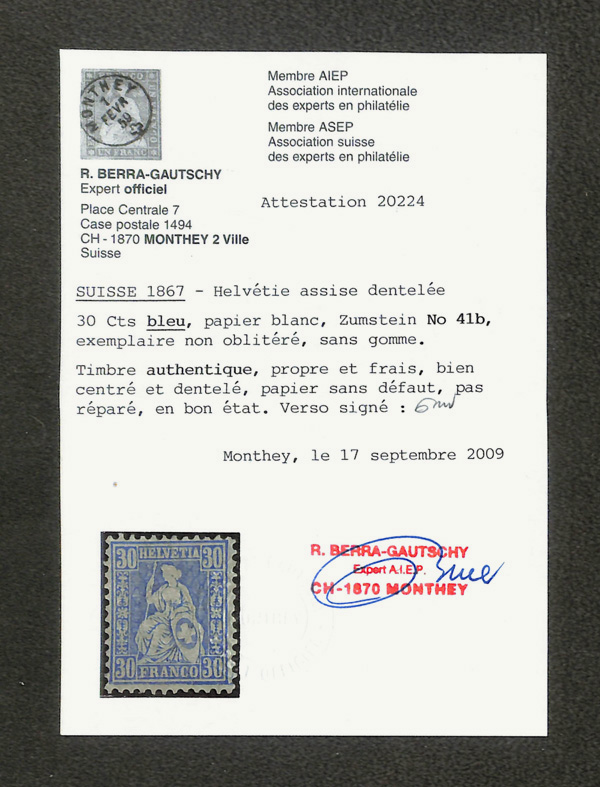 MONTHEY
1
FEVR
UN FRANC
R. BERRA-GAUTSCHY
Expert officiel
Place Centrale 7
Case postale 1494
CH - 1870 MONTHEY 2 Ville
Suisse
Membre AIEP
Association internationale
des experts en philatélie
Membre ASEP
Association suisse
des experts en philatélie
Attestation 20224
SUISSE 1867 - Helvétie assise dentelée
30 Cts bleu, papier blanc, Zumstein No 41b,
exemplaire non oblitéré, sans gomme.
Timbre authentique, propre et frais, bien
centré et dentelé, papier sans défaut, pas
réparé, en bon état. Verso signé :
Monthey, le 17 septembre 2009
30 HELVETIA 30
30 FRANCO 30
R. BERRA-GAUTSCHY
Expert A.I.E.P.
CH-1870 MONTHEY